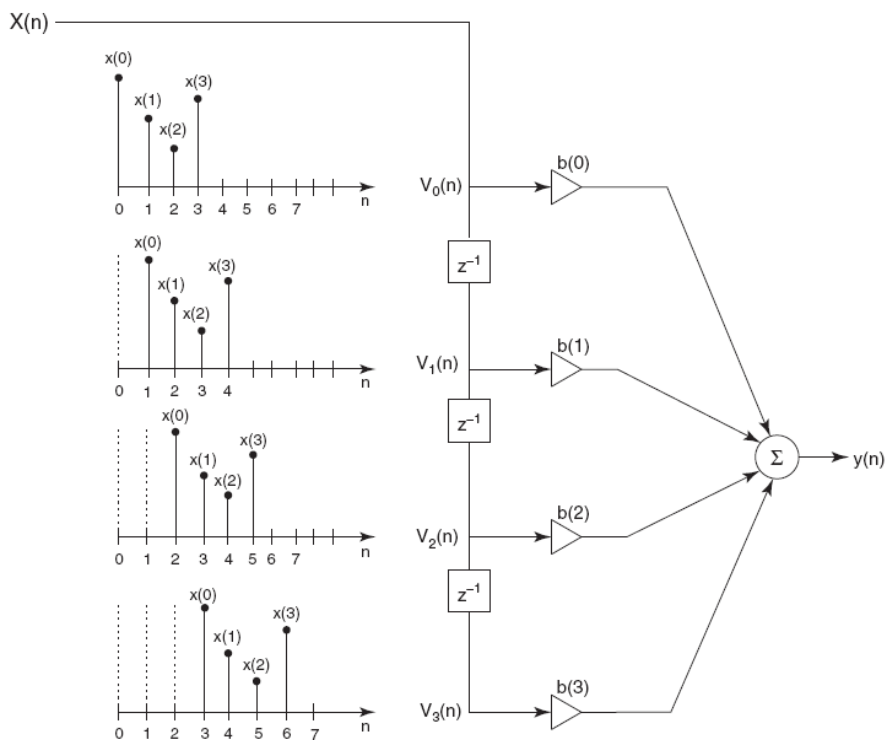 X(n)
x(0)
x(1)
x(2)
x(3)
0 1 2 3 4 5 6 7 n
V₀(n)
b(0)
z⁻¹
x(0)
x(1)
x(2)
x(3)
0 1 2 3 4 n
V₁(n)
b(1)
z⁻¹
Σ
y(n)
x(0)
x(1)
x(2)
x(3)
0 1 2 3 4 5 6 7 n
V₂(n)
b(2)
z⁻¹
x(0)
x(1)
x(2)
x(3)
0 1 2 3 4 5 6 7 n
V₃(n)
b(3)